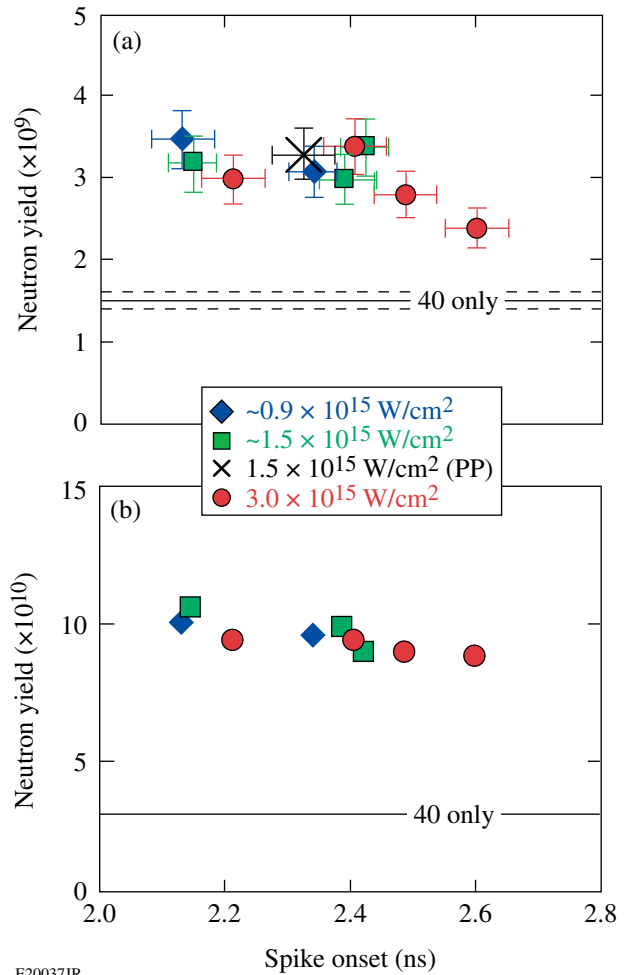 (a)
Neutron yield (×10⁹)
5
4
3
2
1
0
40 only
~0.9 × 10¹⁵ W/cm²
~1.5 × 10¹⁵ W/cm²
1.5 × 10¹⁵ W/cm² (PP)
3.0 × 10¹⁵ W/cm²
(b)
Neutron yield (×10¹⁰)
15
10
5
0
40 only
2.0 2.2 2.4 2.6 2.8
Spike onset (ns)